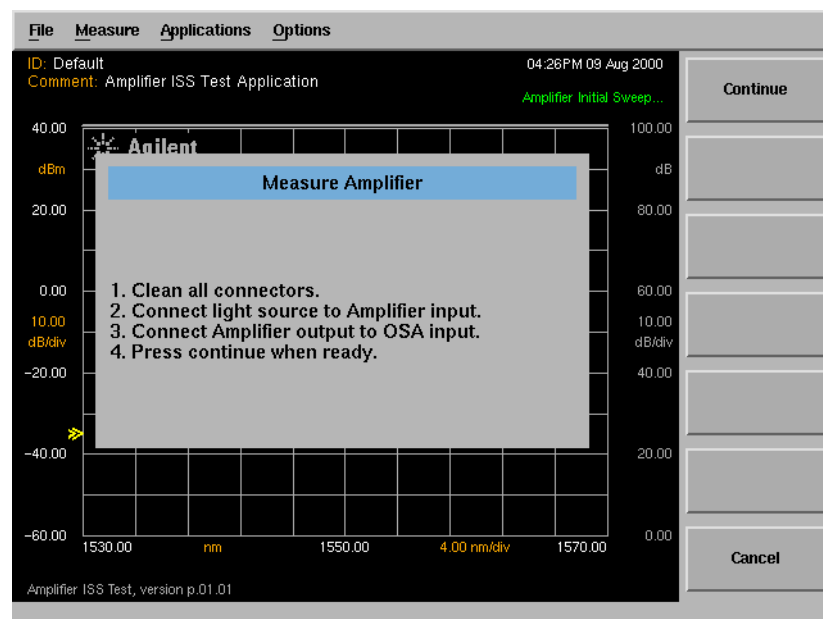 File Measure Applications Options
ID: Default
04:26PM 09 Aug 2000
Comment: Amplifier ISS Test Application
Amplifier Initial Sweep...
Continue
40.00
100.00
Agilent
dBm
dB
Measure Amplifier
20.00
80.00
1. Clean all connectors.
0.00
60.00
2. Connect light source to Amplifier input.
10.00
10.00
3. Connect Amplifier output to OSA input.
dB/div
dB/div
4. Press continue when ready.
-20.00
40.00
-40.00
20.00
-60.00
0.00
1530.00 nm 1550.00 4.00 nm/div 1570.00
Cancel
Amplifier ISS Test, version p.01.01